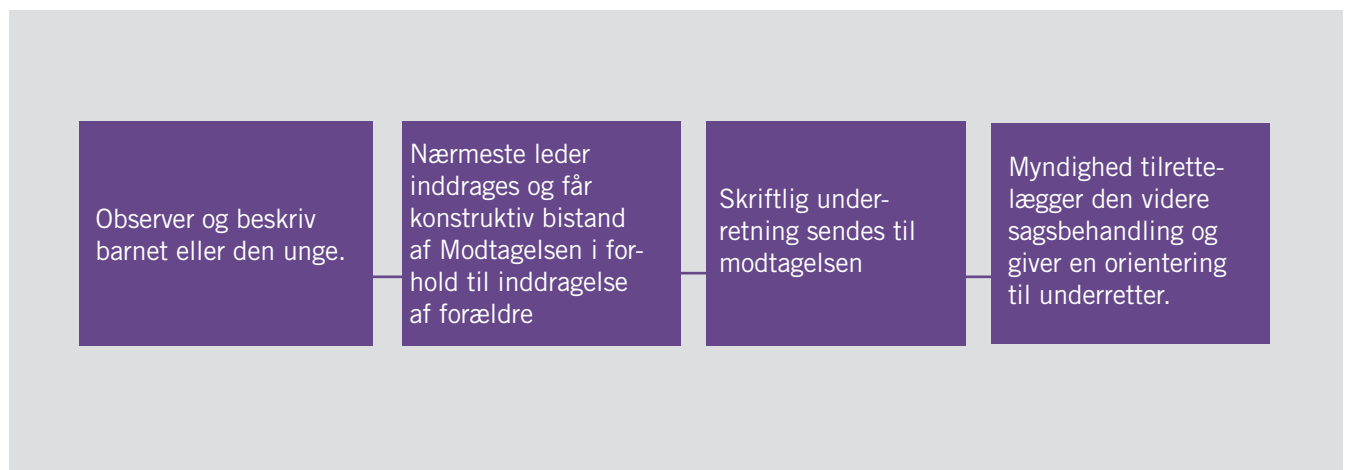 Observer og beskriv
barnet eller den unge.
Nærmeste leder
inddrages og får
konstruktiv bistand
af Modtagelsen i for-
hold til inddragelse
af forældre
Skriftlig under-
retning sendes til
modtagelsen
Myndighed tilrette-
lægger den videre
sagsbehandling og
giver en orientering
til underretter.